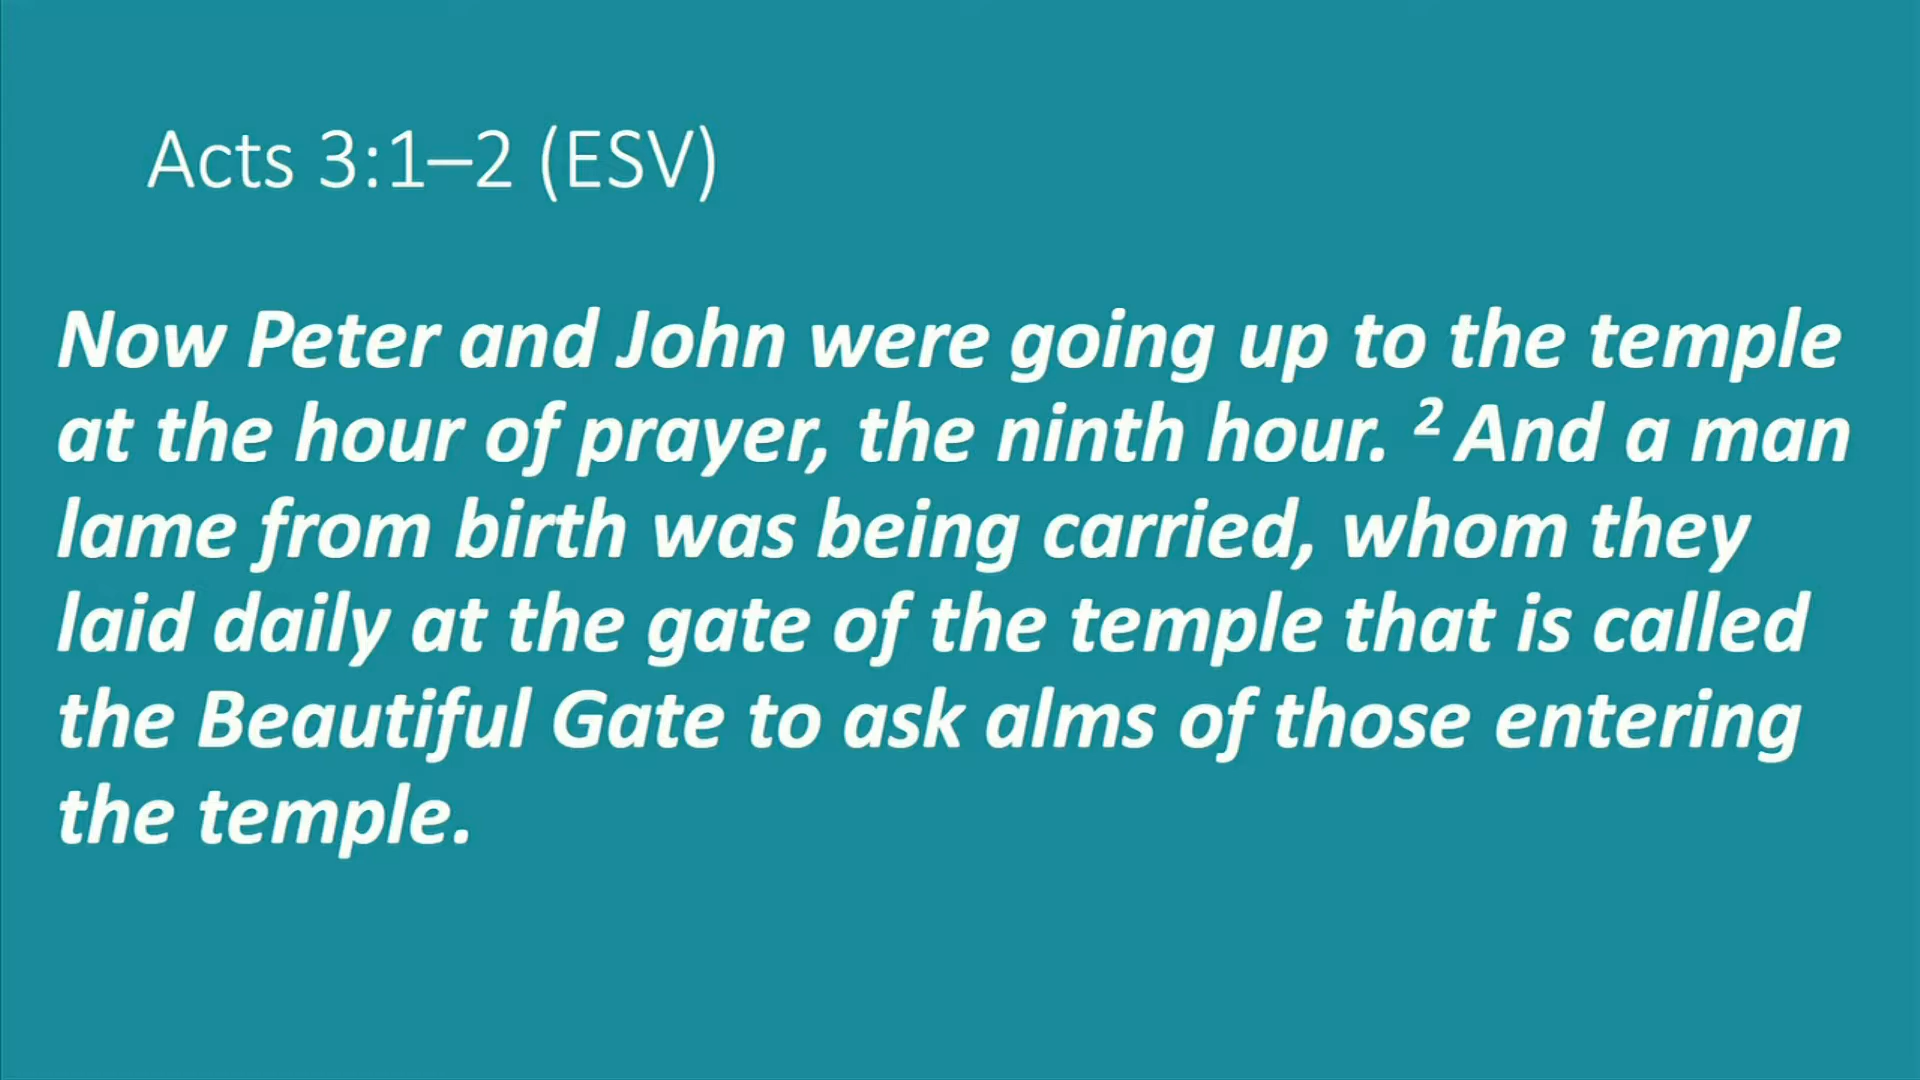 Acts 3:1–2 (ESV)
Now Peter and John were going up to the temple
at the hour of prayer, the ninth hour. ² And a man
lame from birth was being carried, whom they
laid daily at the gate of the temple that is called
the Beautiful Gate to ask alms of those entering
the temple.